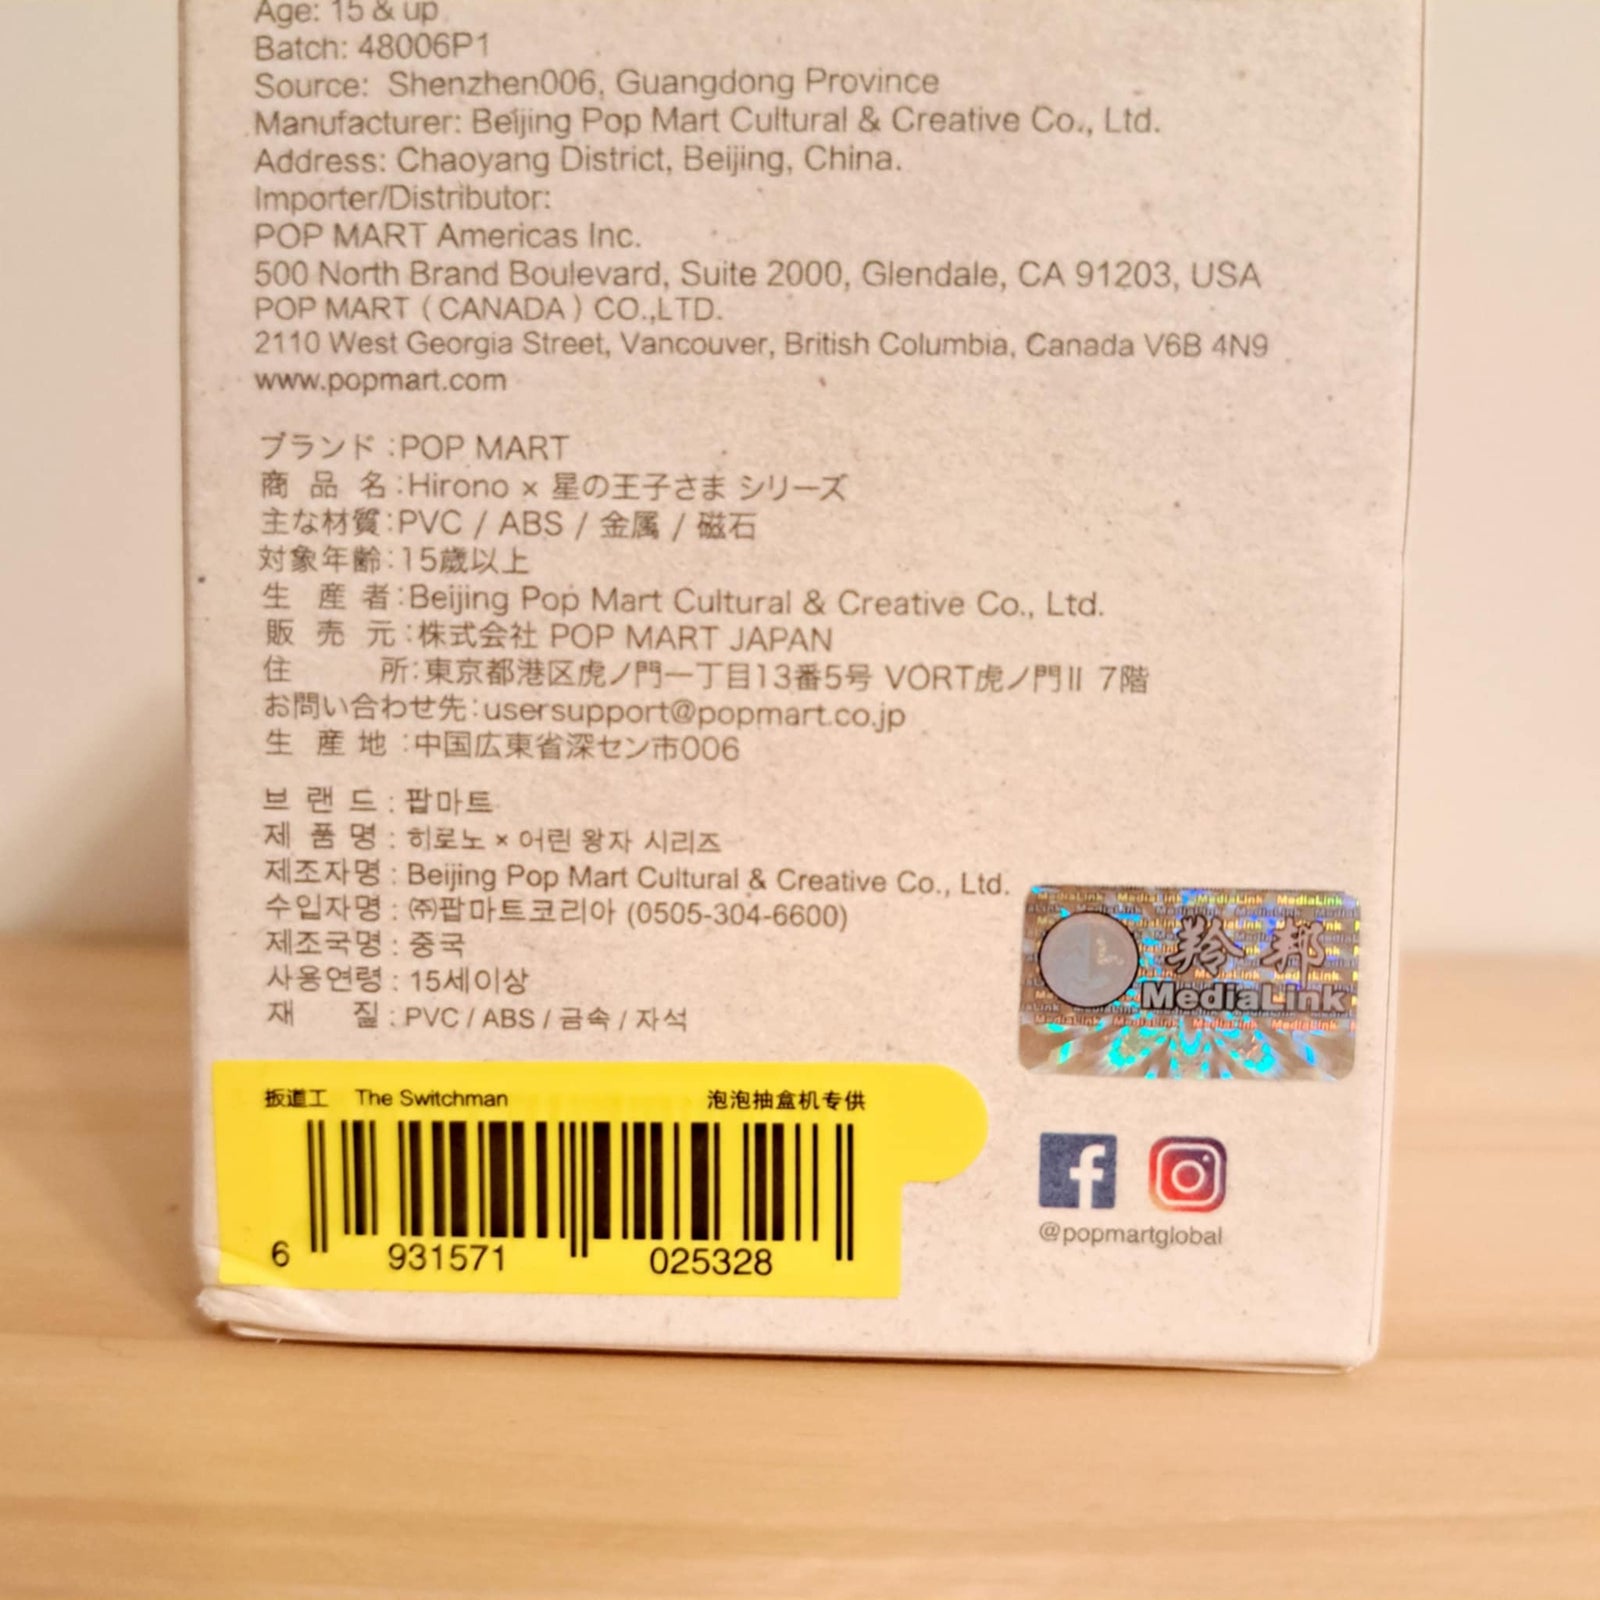 Age: 15 & up
Batch: 48006P1
Source: Shenzhen006, Guangdong Province
Manufacturer: Beijing Pop Mart Cultural & Creative Co., Ltd.
Address: Chaoyang District, Beijing, China.
Importer/Distributor:
POP MART Americas Inc.
500 North Brand Boulevard, Suite 2000, Glendale, CA 91203, USA
POP MART (CANADA) CO.,LTD.
2110 West Georgia Street, Vancouver, British Columbia, Canada V6B 4N9
www.popmart.com
ブランド:POP MART
商品名:Hirono × 星の王子さま シリーズ
主な材質:PVC / ABS / 金属 / 磁石
対象年齢:15歳以上
生産者:Beijing Pop Mart Cultural & Creative Co., Ltd.
販売元:株式会社 POP MART JAPAN
住所:東京都港区虎ノ門一丁目13番5号 VORT虎ノ門II 7階
お問い合わせ先:usersupport@popmart.co.jp
生産地:中国広東省深セン市006
브랜드 : 팝마트
제품명 : 히로노 × 어린 왕자 시리즈
제조자명 : Beijing Pop Mart Cultural & Creative Co., Ltd.
수입자명 : ㈜팝마트코리아 (0505-304-6600)
제조국명 : 중국
사용연령 : 15세이상
재질 : PVC / ABS / 금속 / 자석
羚邦
MediaLink
扳道工 The Switchman 泡泡抽盒机专供
6 931571 025328
@popmartglobal